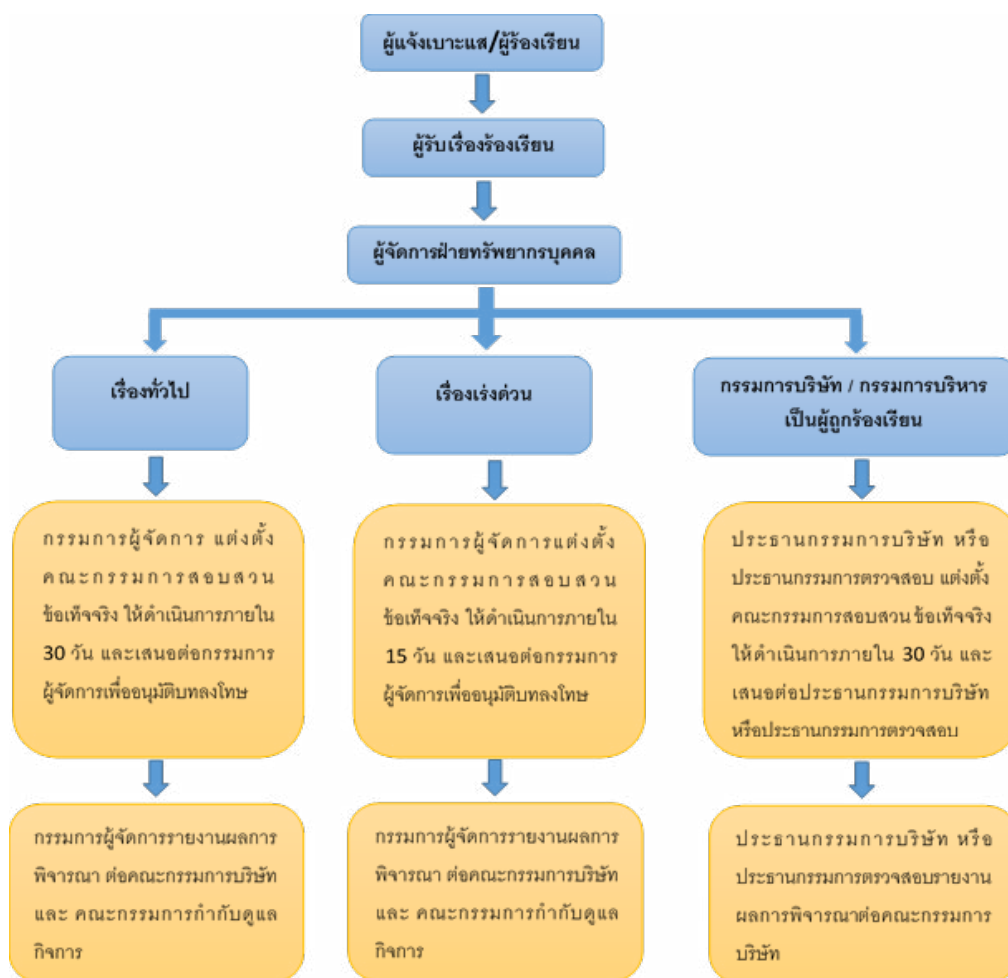 ผู้แจ้งเบาะแส/ผู้ร้องเรียน
ผู้รับเรื่องร้องเรียน
ผู้จัดการฝ่ายทรัพยากรบุคคล
เรื่องทั่วไป
เรื่องเร่งด่วน
กรรมการบริษัท / กรรมการบริหาร
เป็นผู้ถูกร้องเรียน
กรรมการผู้จัดการ แต่งตั้ง
คณะกรรมการสอบสวน
ข้อเท็จจริง ให้ดำเนินการภายใน
30 วัน และเสนอต่อกรรมการ
ผู้จัดการเพื่ออนุมัติบทลงโทษ
กรรมการผู้จัดการแต่งตั้ง
คณะกรรมการสอบสวน
ข้อเท็จจริง ให้ดำเนินการภายใน
15 วัน และเสนอต่อกรรมการ
ผู้จัดการเพื่ออนุมัติบทลงโทษ
ประธานกรรมการบริษัท หรือ
ประธานกรรมการตรวจสอบ แต่งตั้ง
คณะกรรมการสอบสวน ข้อเท็จจริง
ให้ดำเนินการภายใน 30 วัน และ
เสนอต่อประธานกรรมการบริษัท
หรือประธานกรรมการตรวจสอบ
กรรมการผู้จัดการรายงานผลการ
พิจารณา ต่อคณะกรรมการบริษัท
และ คณะกรรมการกำกับดูแล
กิจการ
กรรมการผู้จัดการรายงานผลการ
พิจารณา ต่อคณะกรรมการบริษัท
และ คณะกรรมการกำกับดูแล
กิจการ
ประธานกรรมการบริษัท หรือ
ประธานกรรมการตรวจสอบรายงาน
ผลการพิจารณาต่อคณะกรรมการ
บริษัท